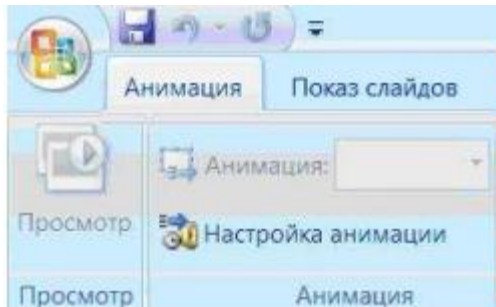 Анимация Показ слайдов
Анимация:
Просмотр Настройка анимации
Просмотр Анимация